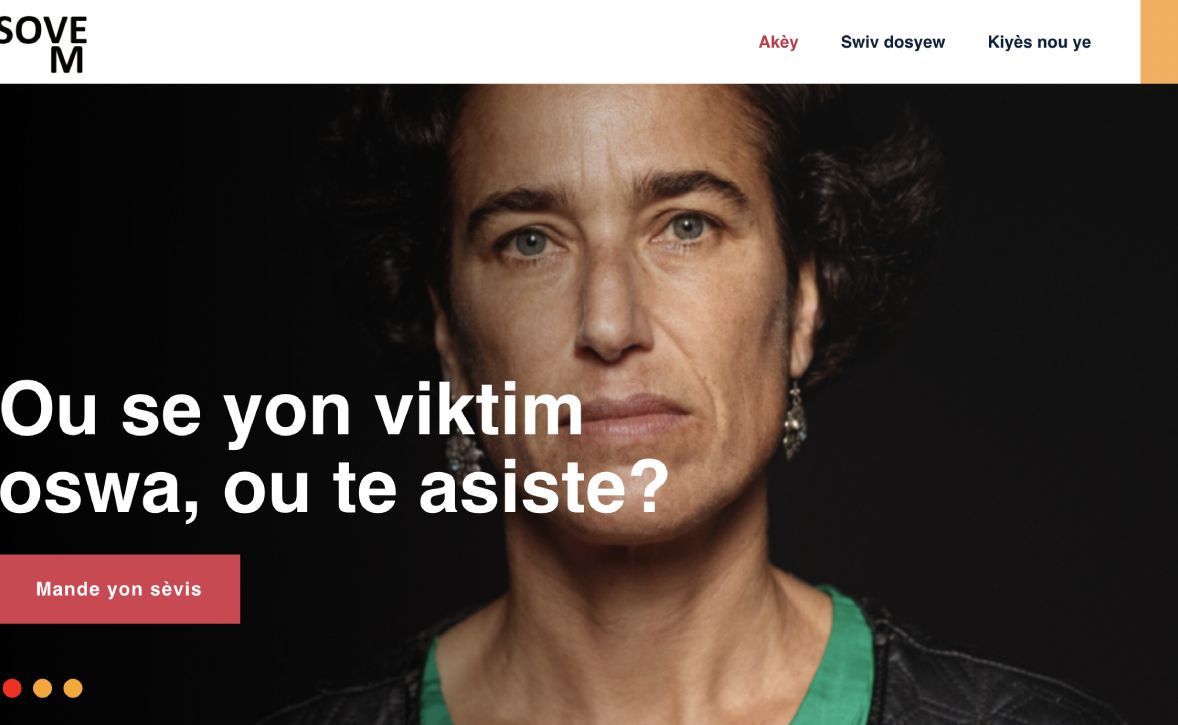 SOVE
M
Akèy
Swiv dosyew
Kiyès nou ye
Ou se yon viktim
oswa, ou te asiste?
Mande yon sèvis